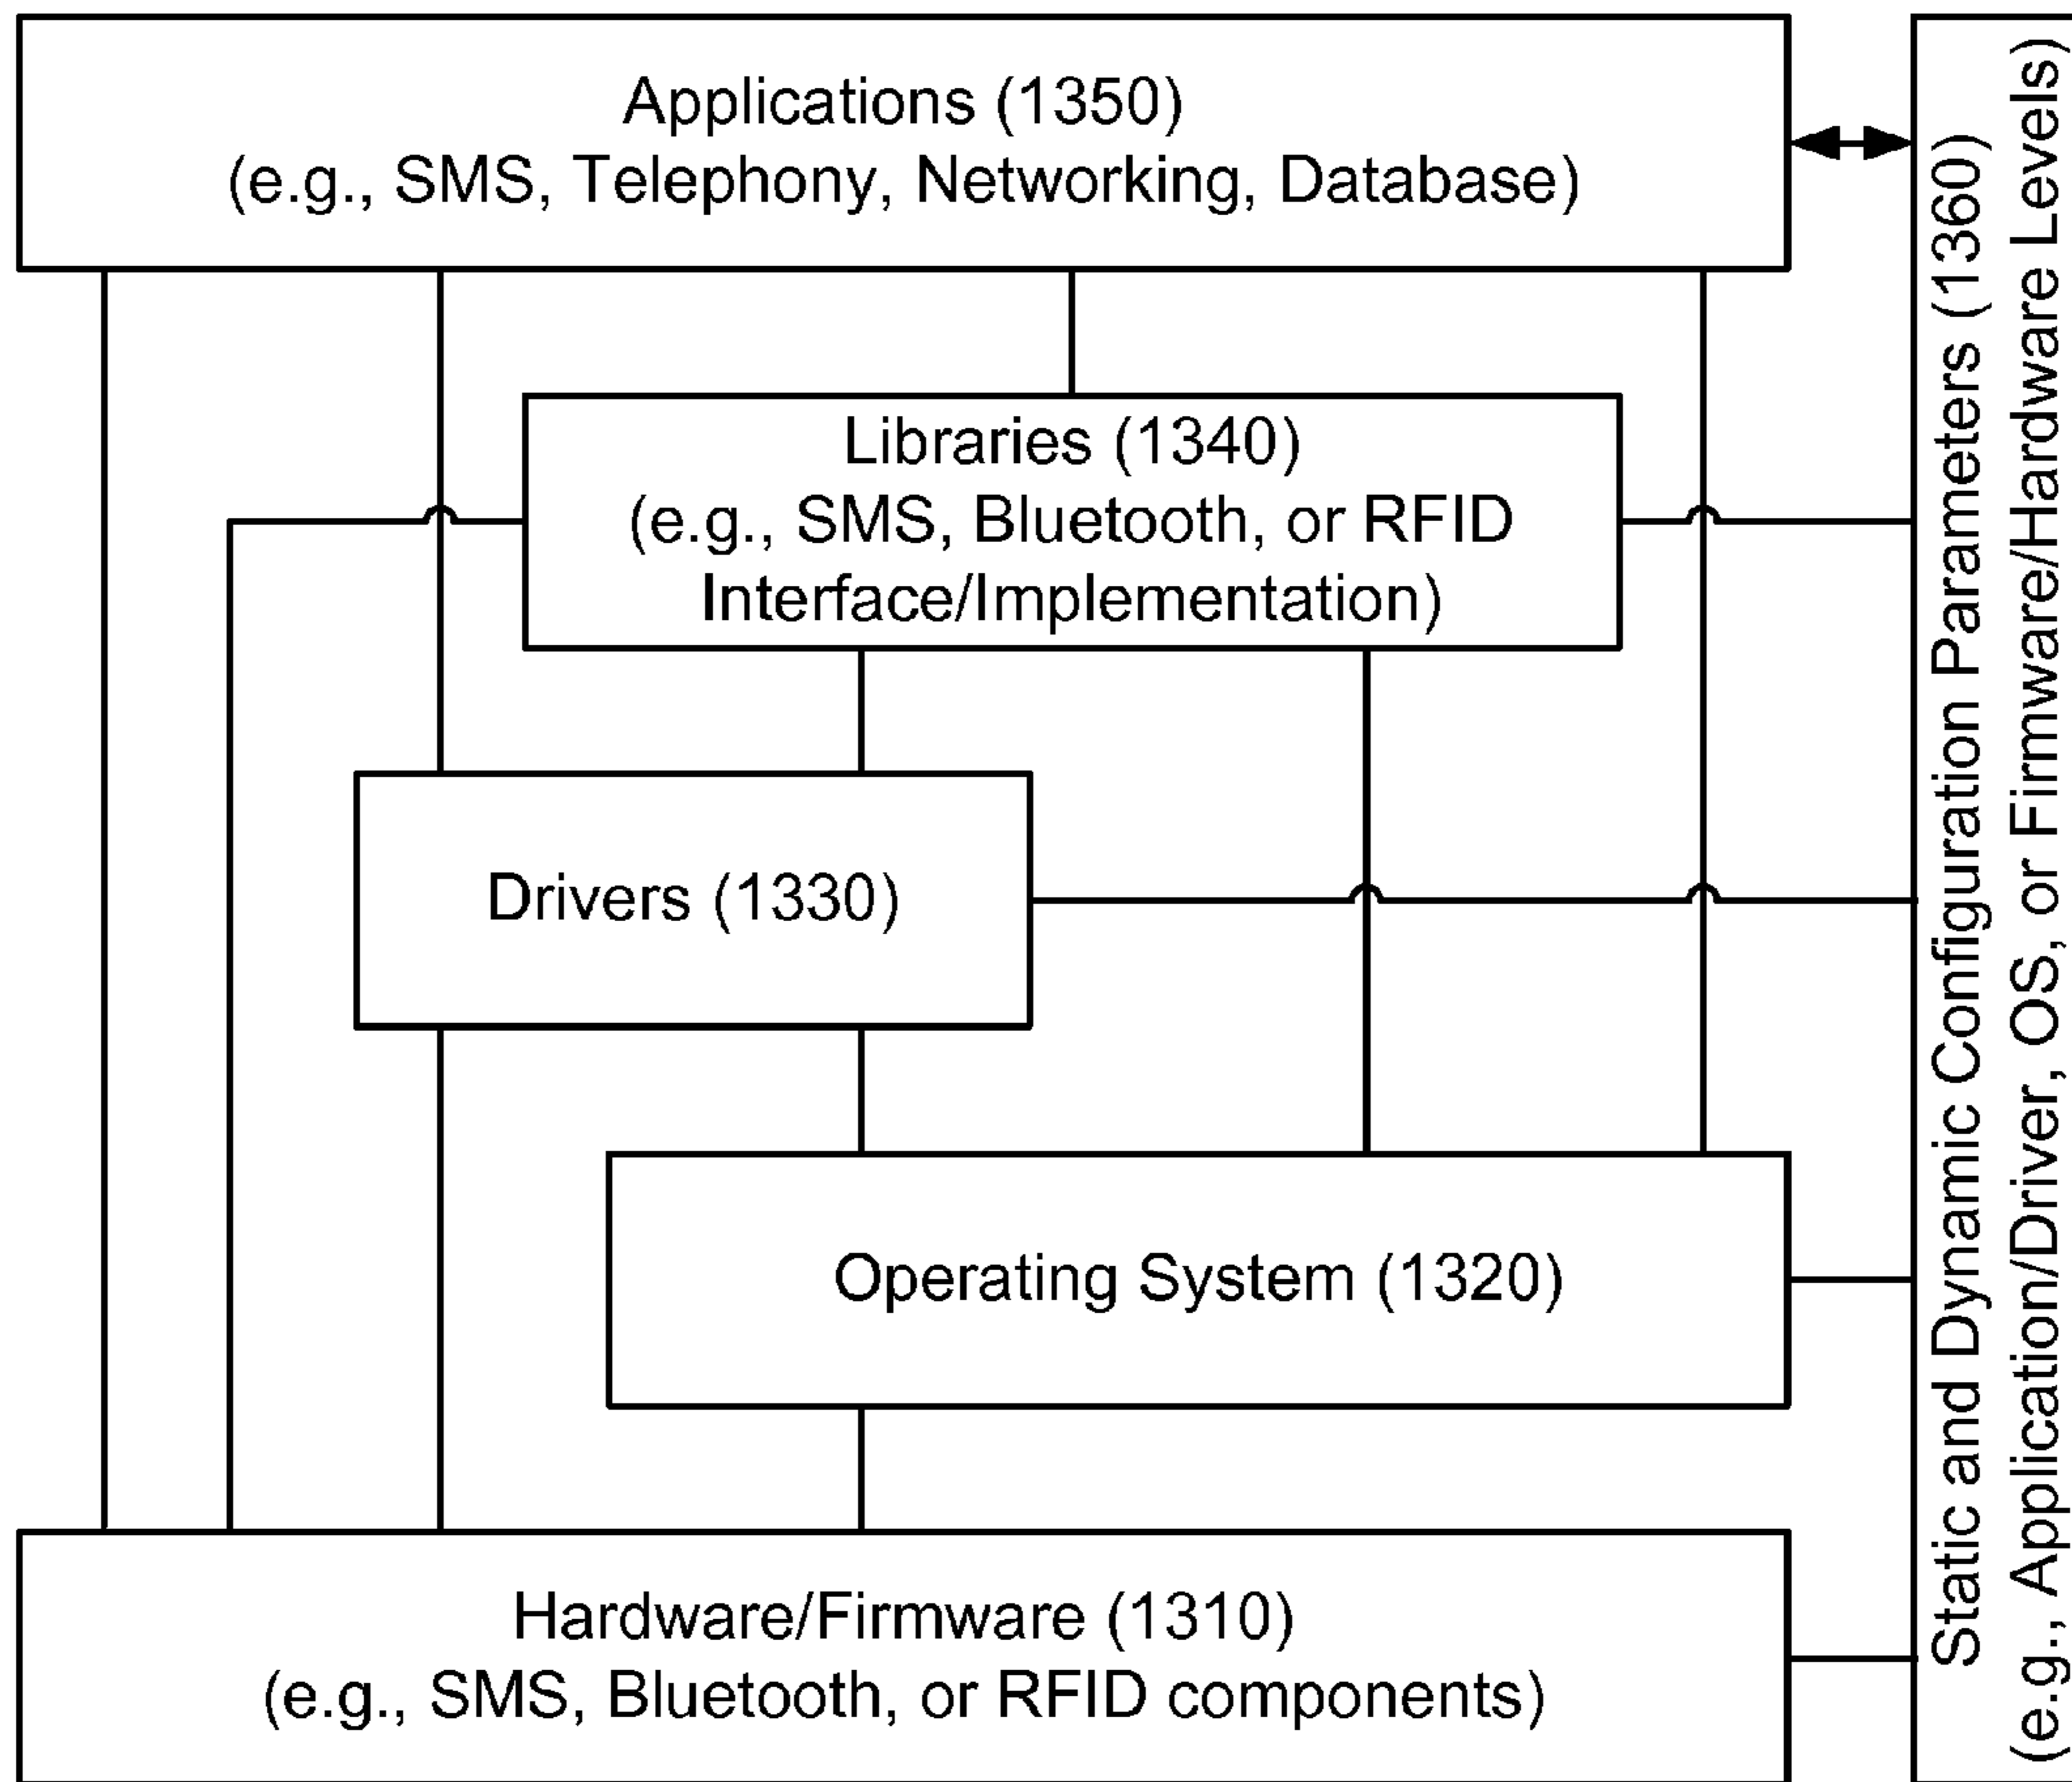 Applications (1350)
(e.g., SMS, Telephony, Networking, Database)
Libraries (1340)
(e.g., SMS, Bluetooth, or RFID
Interface/Implementation)
Drivers (1330)
Operating System (1320)
Hardware/Firmware (1310)
(e.g., SMS, Bluetooth, or RFID components)
Static and Dynamic Configuration Parameters (1360)
(e.g., Application/Driver, OS, or Firmware/Hardware Levels)